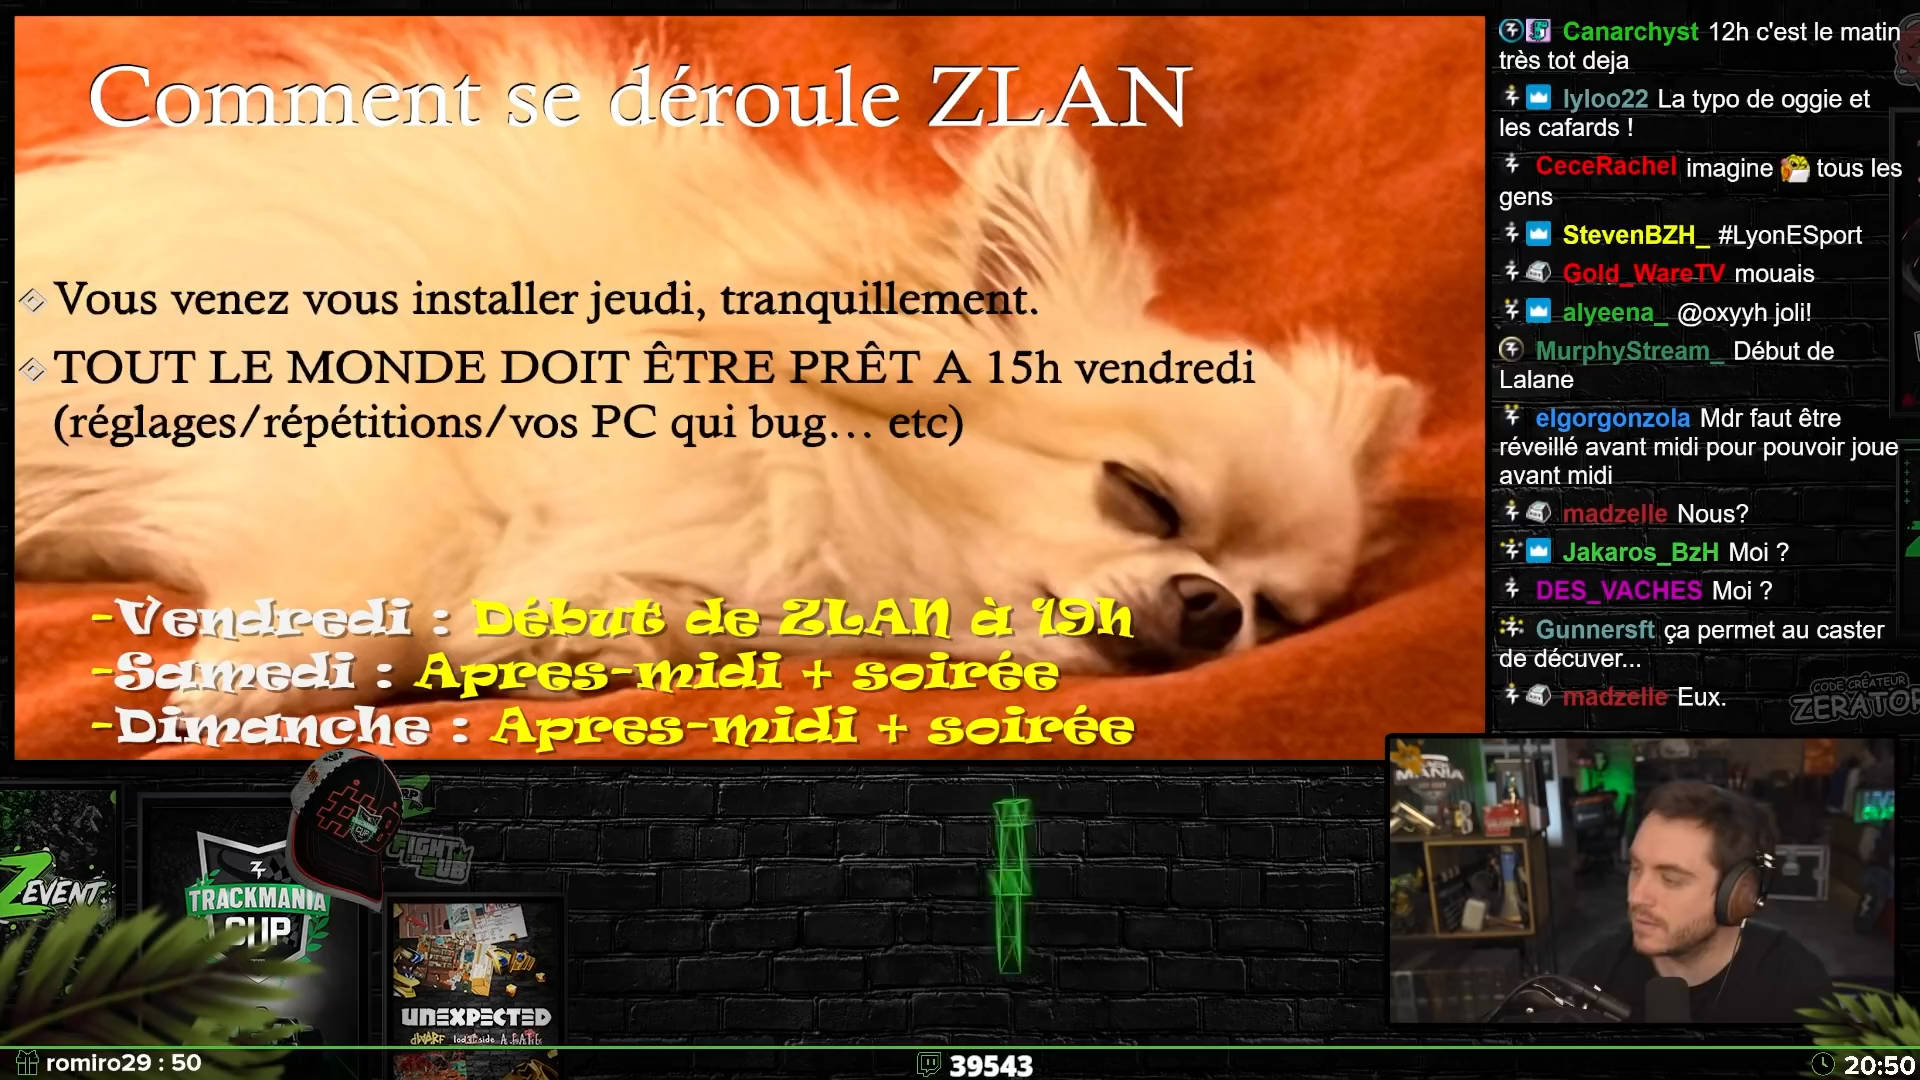 Comment se déroule ZLAN
Vous venez vous installer jeudi, tranquillement.
TOUT LE MONDE DOIT ÊTRE PRÊT A 15h vendredi
(réglages/répétitions/vos PC qui bug... etc)
-Vendredi : Début de ZLAN à 19h
-Samedi : Apres-midi + soirée
-Dimanche : Apres-midi + soirée
Canarchyst 12h c'est le matin
très tot deja
lyloo22 La typo de oggie et
les cafards !
CeceRachel imagine tous les
gens
StevenBZH_ #LyonESport
Gold_WareTV mouais
alyeena_ @oxyyh joli!
MurphyStream_ Début de
Lalane
elgorgonzola Mdr faut être
réveillé avant midi pour pouvoir joue
avant midi
madzelle Nous?
Jakaros_BzH Moi ?
DES_VACHES Moi ?
Gunnersft ça permet au caster
de décuver...
madzelle Eux.
CODE CRÉATEUR
ZERATOR
ZEVENT
TRACKMANIA
CUP
FIGHT
SUB
UNEXPECTED
MANIA
romiro29 : 50
39543
20:50